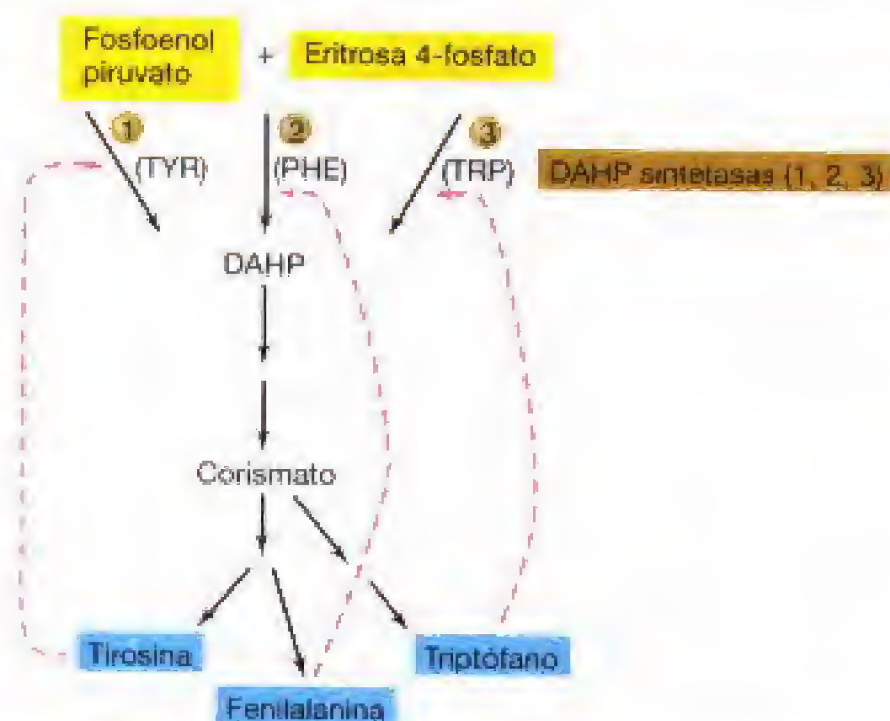 Fosfoenol
piruvato
+
Eritrosa 4-fosfato
1
(TYR)
2
(PHE)
3
(TRP)
DAHP sintetasas (1, 2, 3)
DAHP
Corismato
Tirosina
Triptófano
Fenilalanina